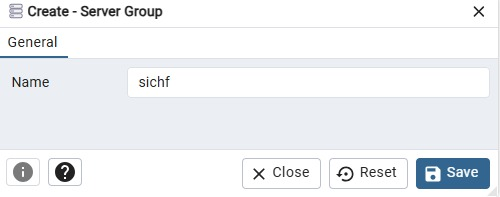 Create - Server Group
General
Name sichf
Close Reset Save